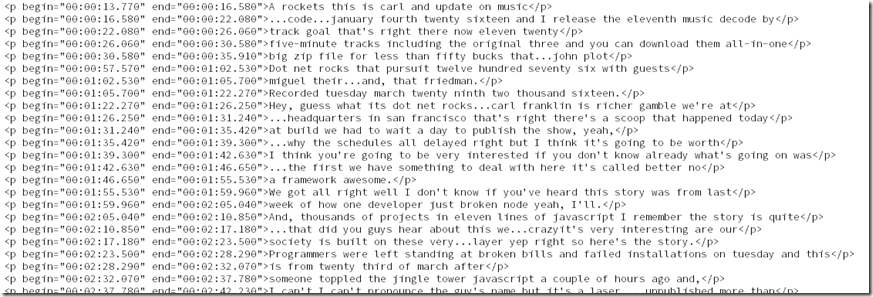 <p begin="00:00:13.770" end="00:00:16.580">A rockets this is carl and update on music</p>
<p begin="00:00:16.580" end="00:00:22.080">...code...january fourth twenty sixteen and I release the eleventh music decode by</p>
<p begin="00:00:22.080" end="00:00:26.060">track goal that's right there now eleven twenty</p>
<p begin="00:00:26.060" end="00:00:30.580">five-minute tracks including the original three and you can download them all-in-one</p>
<p begin="00:00:30.580" end="00:00:35.910">big zip file for less than fifty bucks that...john plot</p>
<p begin="00:00:57.570" end="00:01:02.530">Dot net rocks that pursuit twelve hundred seventy six with guests</p>
<p begin="00:01:02.530" end="00:01:05.700">miguel their...and, that friedman.</p>
<p begin="00:01:05.700" end="00:01:22.270">Recorded tuesday march twenty ninth two thousand sixteen.</p>
<p begin="00:01:22.270" end="00:01:26.250">Hey, guess what its dot net rocks...carl franklin is richer gamble we're at</p>
<p begin="00:01:26.250" end="00:01:31.240">...headquarters in san francisco that's right there's a scoop that happened today</p>
<p begin="00:01:31.240" end="00:01:35.420">at build we had to wait a day to publish the show, yeah,</p>
<p begin="00:01:35.420" end="00:01:39.300">...why the schedules all delayed right but I think it's going to be worth</p>
<p begin="00:01:39.300" end="00:01:42.630">I think you're going to be very interested if you don't know already what's going on was</p>
<p begin="00:01:42.630" end="00:01:46.650">...the first we have something to deal with here it's called better no</p>
<p begin="00:01:46.650" end="00:01:55.530">a framework awesome.</p>
<p begin="00:01:55.530" end="00:01:59.960">We got all right well I don't know if you've heard this story was from last</p>
<p begin="00:01:59.960" end="00:02:05.040">week of how one developer just broken node yeah, I'll.</p>
<p begin="00:02:05.040" end="00:02:10.850">And, thousands of projects in eleven lines of javascript I remember the story is quite</p>
<p begin="00:02:10.850" end="00:02:17.180">...that did you guys hear about this we...crazyit's very interesting are our</p>
<p begin="00:02:17.180" end="00:02:23.500">society is built on these very...layer yep right so here's the story.</p>
<p begin="00:02:23.500" end="00:02:28.290">Programmers were left standing at broken bills and failed installations on tuesday and this</p>
<p begin="00:02:28.290" end="00:02:32.070">is from twenty third of march after</p>
<p begin="00:02:32.070" end="00:02:37.780">someone toppled the jingle tower javascript a couple of hours ago and,</p>
<p begin="00:02:37.780" end="00:02:42.230">I can't I can't pronounce the guy's name but it's a laser....unpublished more than</p>